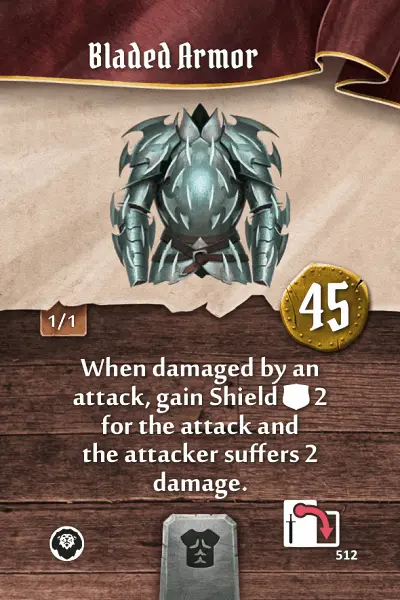 Bladed Armor
1/1
45
When damaged by an
attack, gain Shield 2
for the attack and
the attacker suffers 2
damage.
512